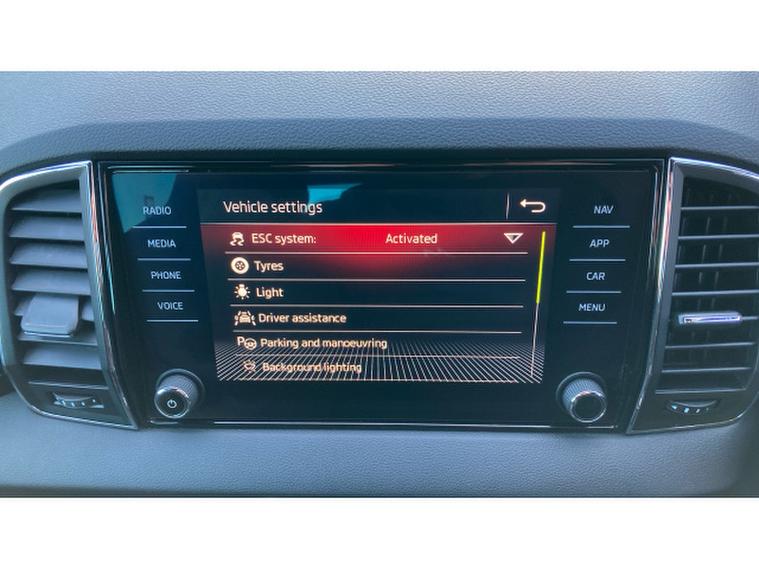 Vehicle settings
ESC system: Activated
Tyres
Light
Driver assistance
Parking and manoeuvring
Background lighting
RADIO
MEDIA
PHONE
VOICE
NAV
APP
CAR
MENU